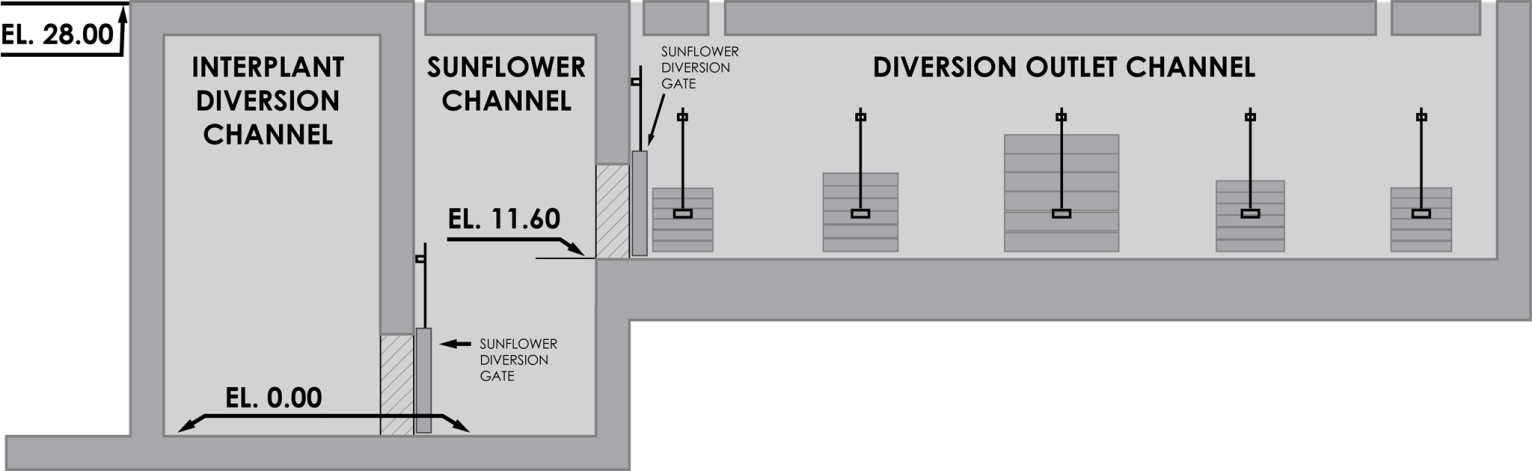 EL. 28.00
INTERPLANT
DIVERSION
CHANNEL
SUNFLOWER
CHANNEL
SUNFLOWER
DIVERSION
GATE
DIVERSION OUTLET CHANNEL
EL. 11.60
SUNFLOWER
DIVERSION
GATE
EL. 0.00